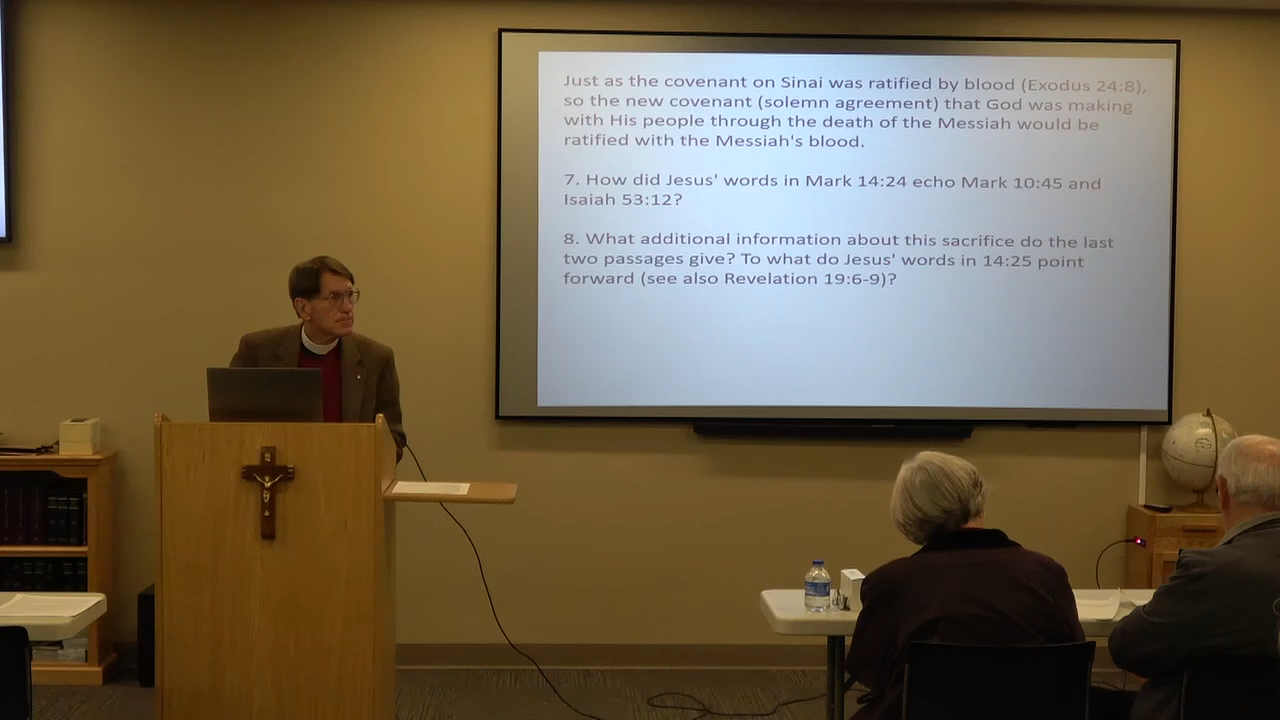 Just as the covenant on Sinai was ratified by blood (Exodus 24:8),
so the new covenant (solemn agreement) that God was making
with His people through the death of the Messiah would be
ratified with the Messiah's blood.
7. How did Jesus' words in Mark 14:24 echo Mark 10:45 and
Isaiah 53:12?
8. What additional information about this sacrifice do the last
two passages give? To what do Jesus' words in 14:25 point
forward (see also Revelation 19:6-9)?